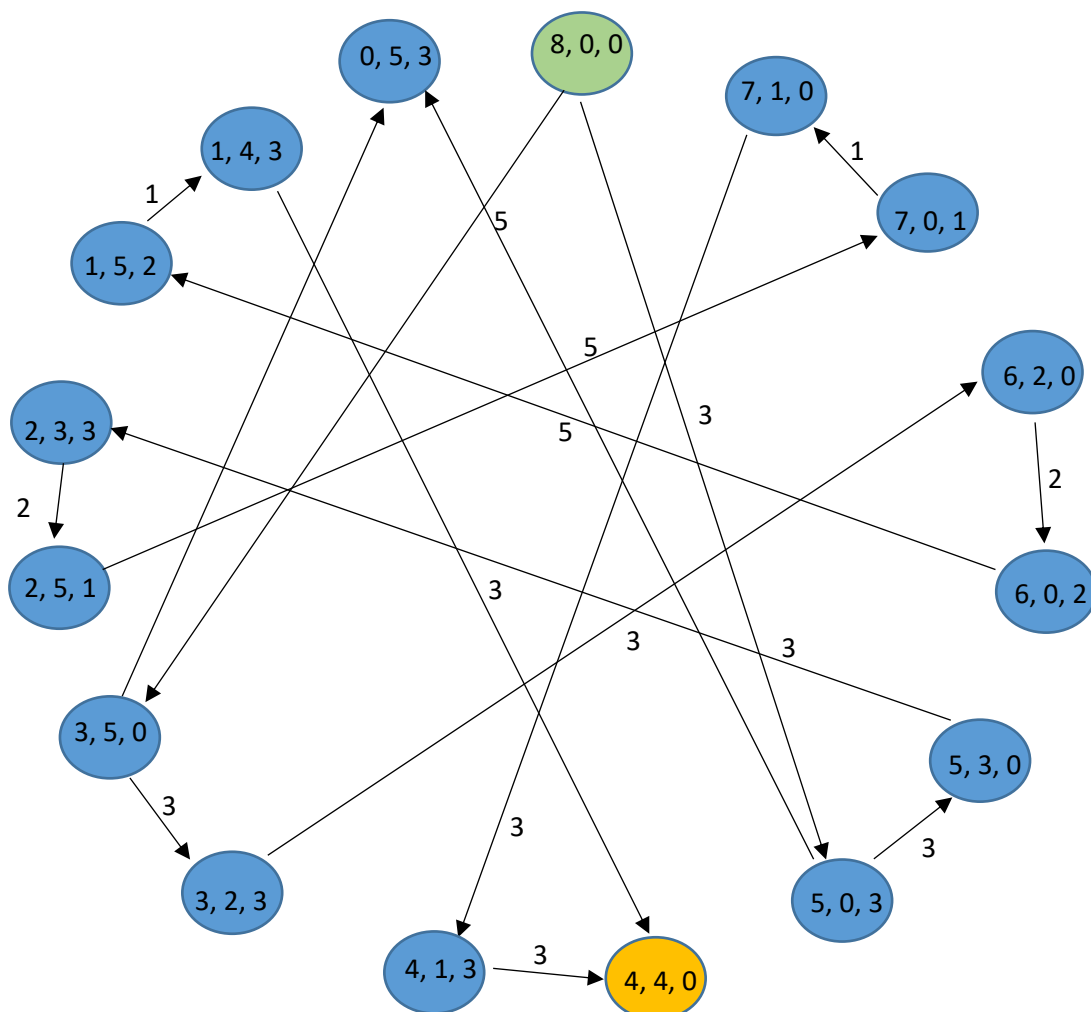 8, 0, 0
0, 5, 3
7, 1, 0
1, 4, 3
1
1
7, 0, 1
5
1, 5, 2
5
6, 2, 0
3
2, 3, 3
5
2
2
2, 5, 1
3
6, 0, 2
3
3
3, 5, 0
5, 3, 0
3
3
3
3, 2, 3
5, 0, 3
3
4, 1, 3
4, 4, 0